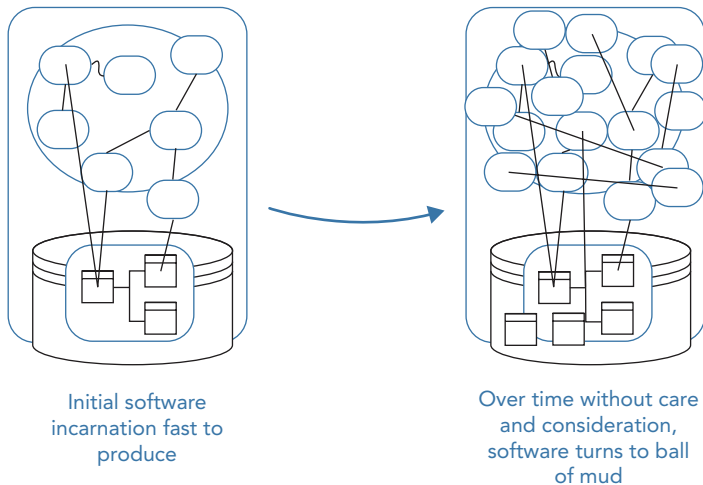 Initial software
incarnation fast to
produce
Over time without care
and consideration,
software turns to ball
of mud